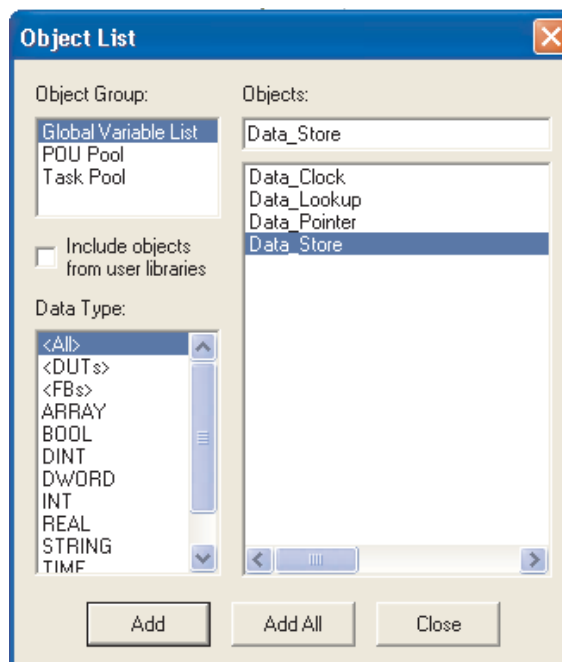 Object List
Object Group:
Global Variable List
POU Pool
Task Pool
Include objects
from user libraries
Data Type:
<All>
<DUTs>
<FBs>
ARRAY
BOOL
DINT
DWORD
INT
REAL
STRING
TIME
Objects:
Data_Store
Data_Clock
Data_Lookup
Data_Pointer
Data_Store
Add
Add All
Close